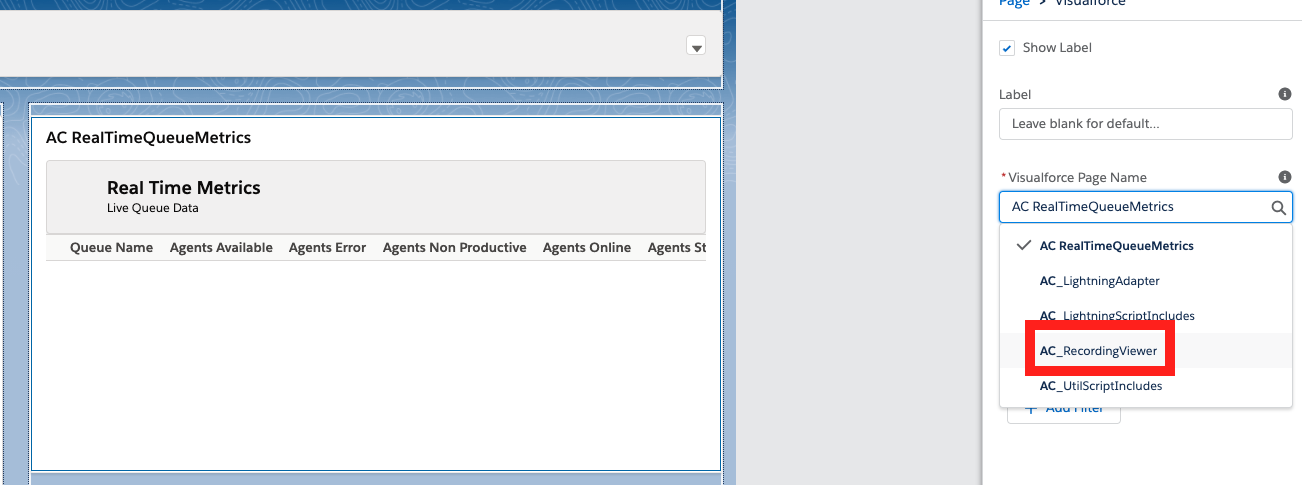 AC RealTimeQueueMetrics
Real Time Metrics
Live Queue Data
Queue Name Agents Available Agents Error Agents Non Productive Agents Online Agents St
Page > Visualforce
Show Label
Label
Leave blank for default...
* Visualforce Page Name
AC RealTimeQueueMetrics
AC RealTimeQueueMetrics
AC_LightningAdapter
AC_LightningScriptIncludes
AC_RecordingViewer
AC_UtilScriptIncludes
+ Add Filter